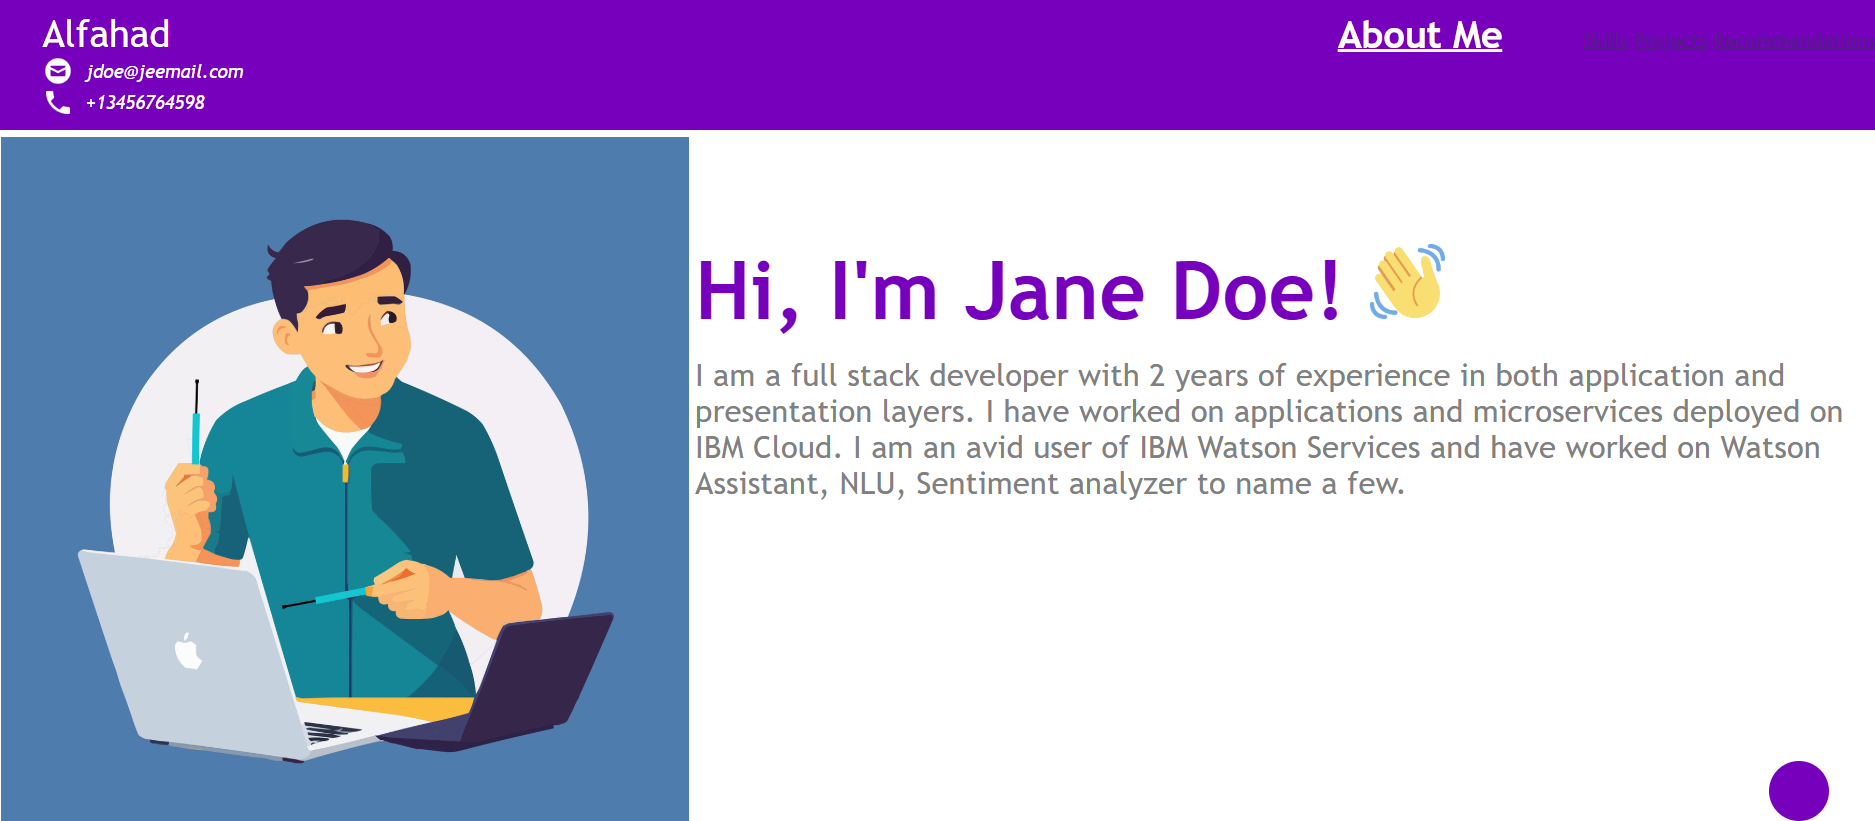 Alfahad
About Me
Skills Projects Recommendations
jdoe@jeemail.com
+13456764598
Hi, I'm Jane Doe!
I am a full stack developer with 2 years of experience in both application and
presentation layers. I have worked on applications and microservices deployed on
IBM Cloud. I am an avid user of IBM Watson Services and have worked on Watson
Assistant, NLU, Sentiment analyzer to name a few.